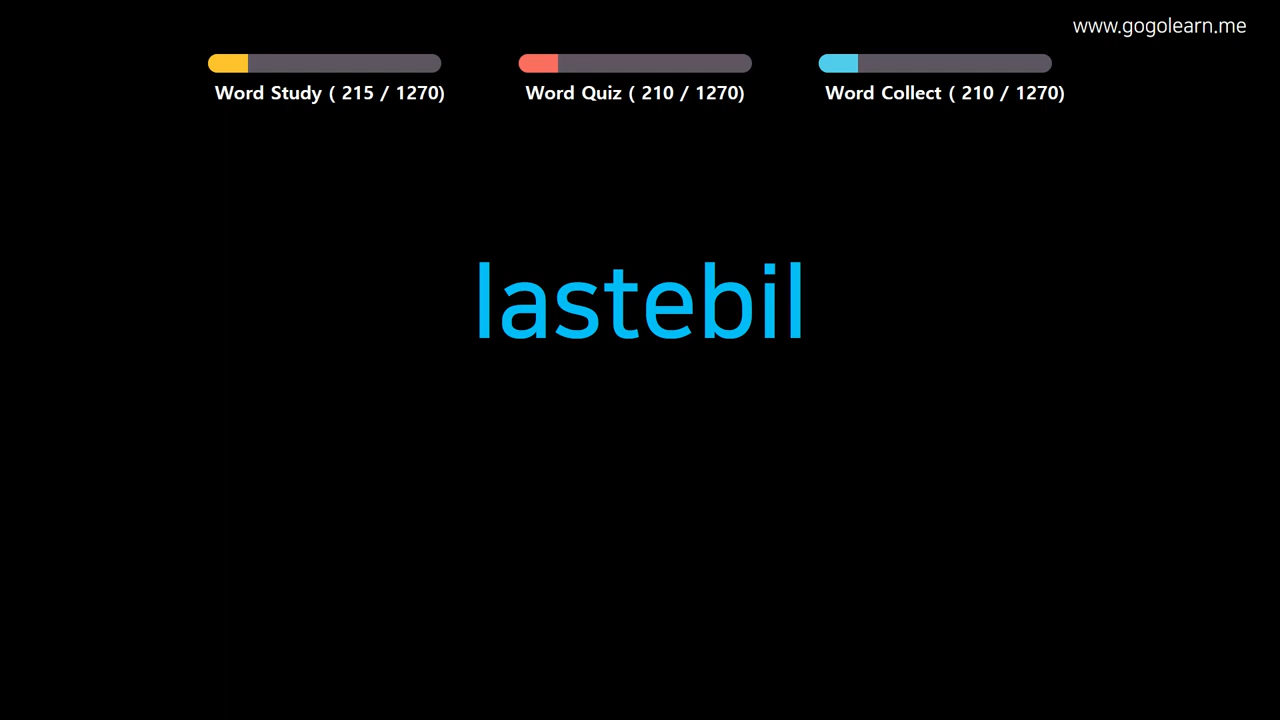 www.gogolearn.me
Word Study ( 215 / 1270)
Word Quiz ( 210 / 1270)
Word Collect ( 210 / 1270)
lastebil